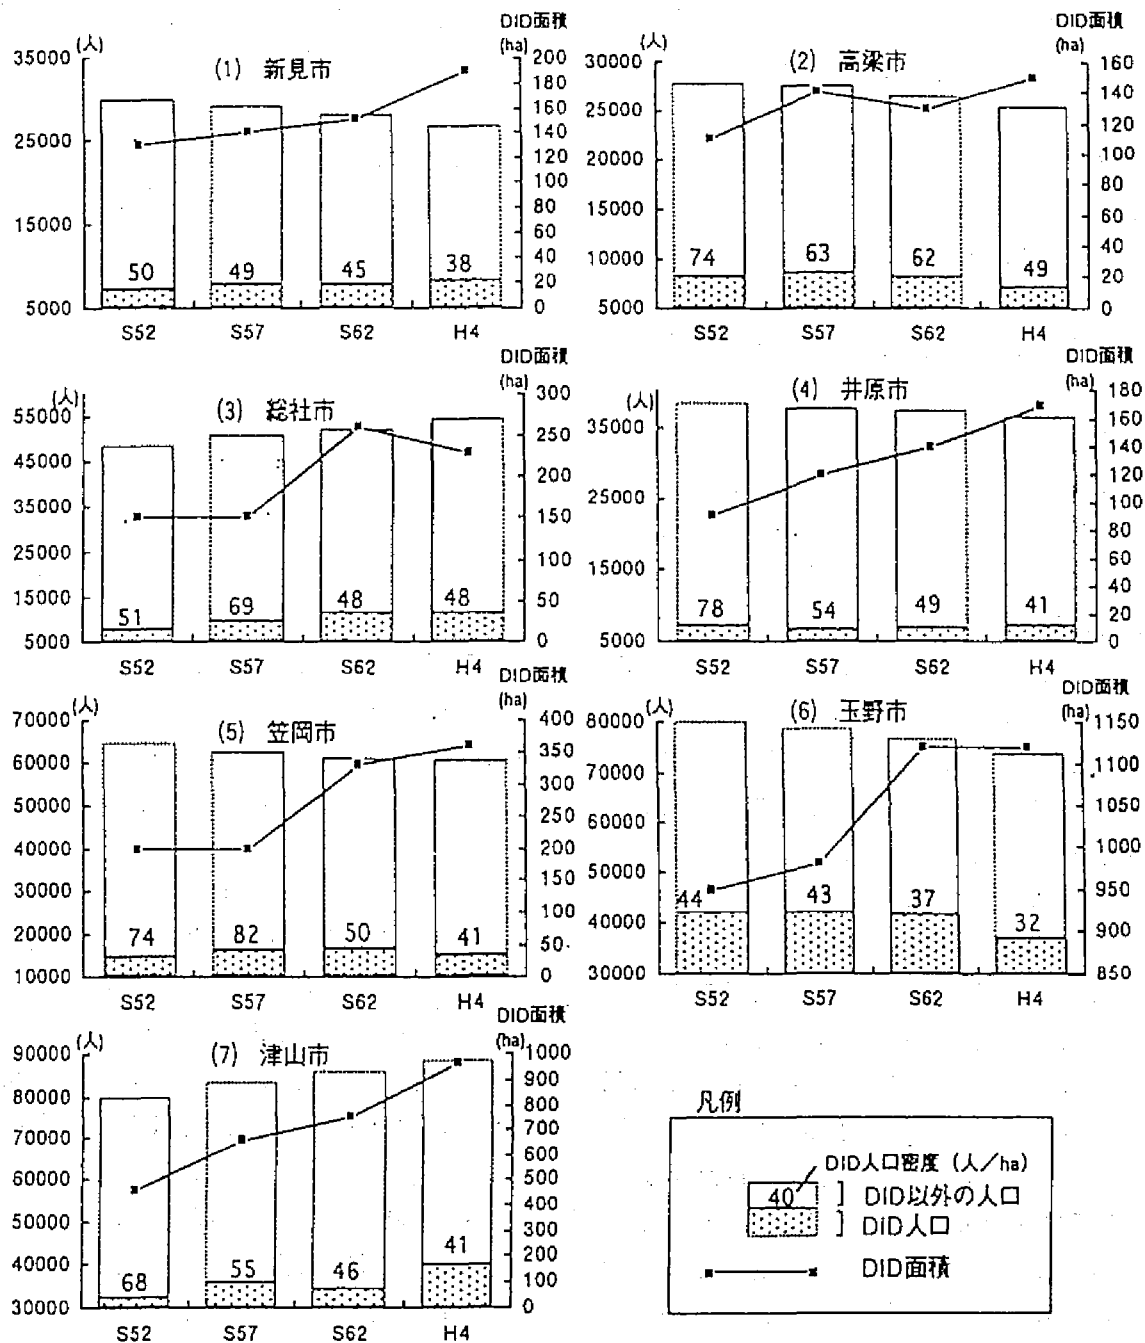 (人)
(1) 新見市
DID面積
(ha)
35000
25000
15000
5000
200
180
160
140
120
100
80
60
40
20
0
50
49
45
38
S52
S57
S62
H4
(人)
(2) 高梁市
DID面積
(ha)
30000
25000
20000
15000
10000
5000
160
140
120
100
80
60
40
20
0
74
63
62
49
S52
S57
S62
H4
(人)
(3) 総社市
DID面積
(ha)
55000
45000
35000
25000
15000
5000
300
250
200
150
100
50
0
51
69
48
48
S52
S57
S62
H4
(人)
(4) 井原市
DID面積
(ha)
35000
25000
15000
5000
180
160
140
120
100
80
60
40
20
0
78
54
49
41
S52
S57
S62
H4
(人)
(5) 笠岡市
DID面積
(ha)
70000
60000
50000
40000
30000
20000
10000
400
350
300
250
200
150
100
50
0
74
82
50
41
S52
S57
S62
H4
(人)
(6) 玉野市
DID面積
(ha)
80000
70000
60000
50000
40000
30000
1150
1100
1050
1000
950
900
850
44
43
37
32
S52
S57
S62
H4
(人)
(7) 津山市
DID面積
(ha)
90000
80000
70000
60000
50000
40000
30000
1000
900
800
700
600
500
400
300
200
100
0
68
55
46
41
S52
S57
S62
H4
凡例
DID人口密度 (人/ha)
40
] DID以外の人口
] DID人口
DID面積